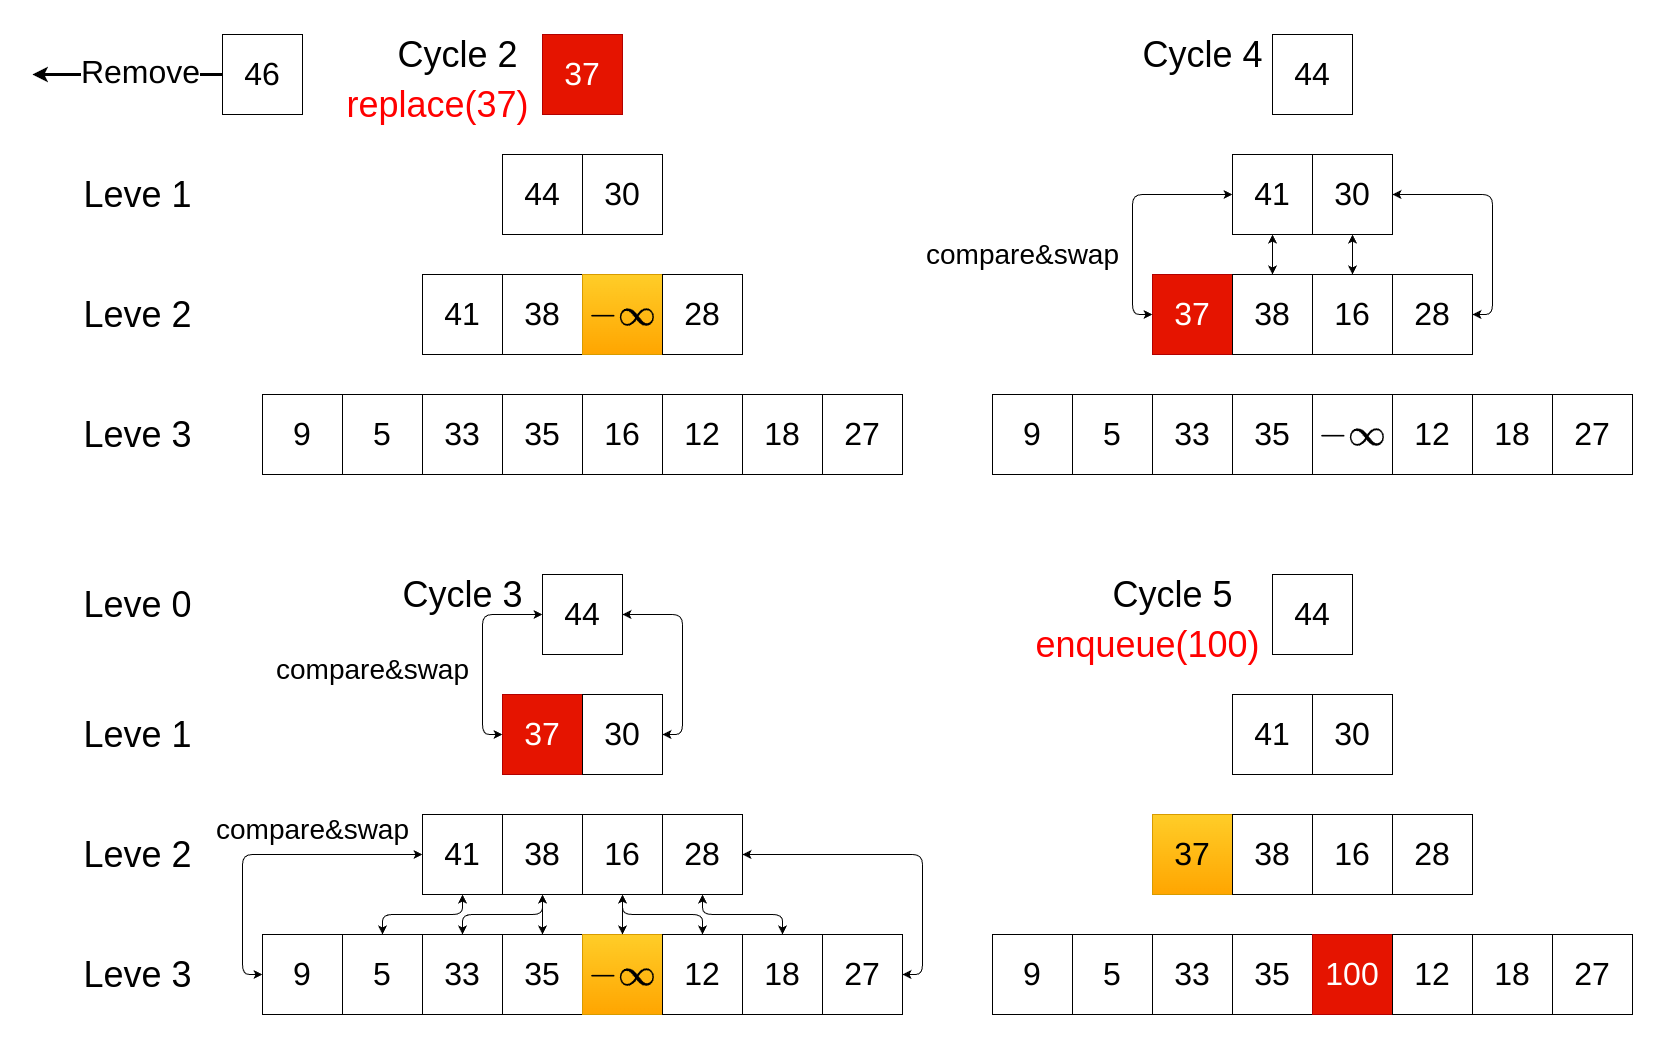 Remove
46
Cycle 2
replace(37)
37
Leve 1
44 30
Leve 2
41 38 −∞ 28
Leve 3
9 5 33 35 16 12 18 27
Cycle 4
44
41 30
compare&swap
37 38 16 28
9 5 33 35 −∞ 12 18 27
Leve 0
Cycle 3
44
compare&swap
Leve 1
37 30
compare&swap
Leve 2
41 38 16 28
Leve 3
9 5 33 35 −∞ 12 18 27
Cycle 5
enqueue(100)
44
41 30
37 38 16 28
9 5 33 35 100 12 18 27